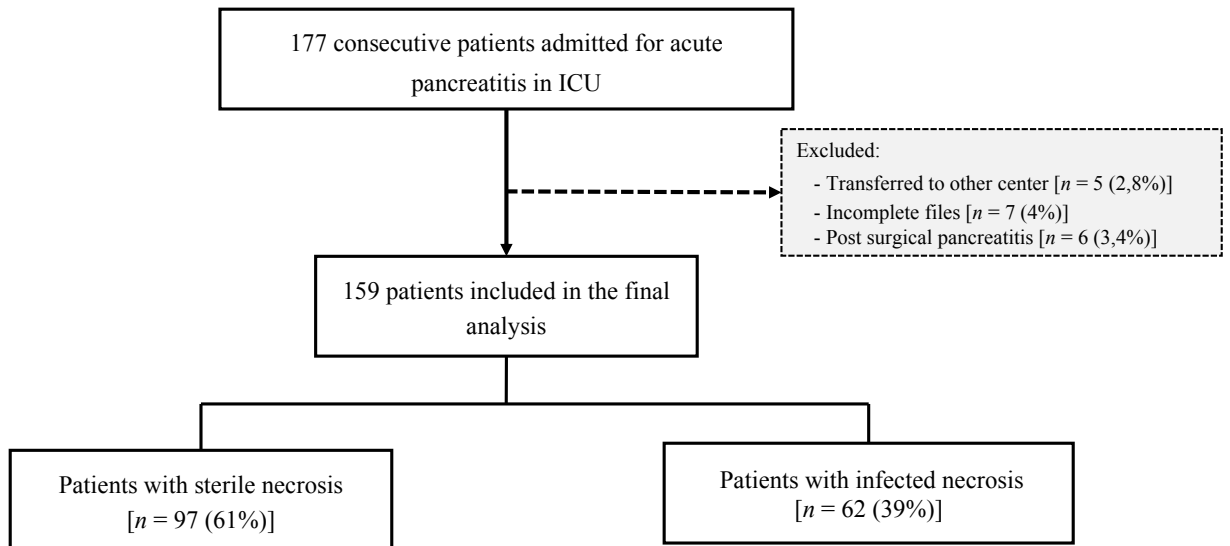 177 consecutive patients admitted for acute
pancreatitis in ICU
Excluded:
- Transferred to other center [n = 5 (2,8%)]
- Incomplete files [n = 7 (4%)]
- Post surgical pancreatitis [n = 6 (3,4%)]
159 patients included in the final
analysis
Patients with sterile necrosis
[n = 97 (61%)]
Patients with infected necrosis
[n = 62 (39%)]